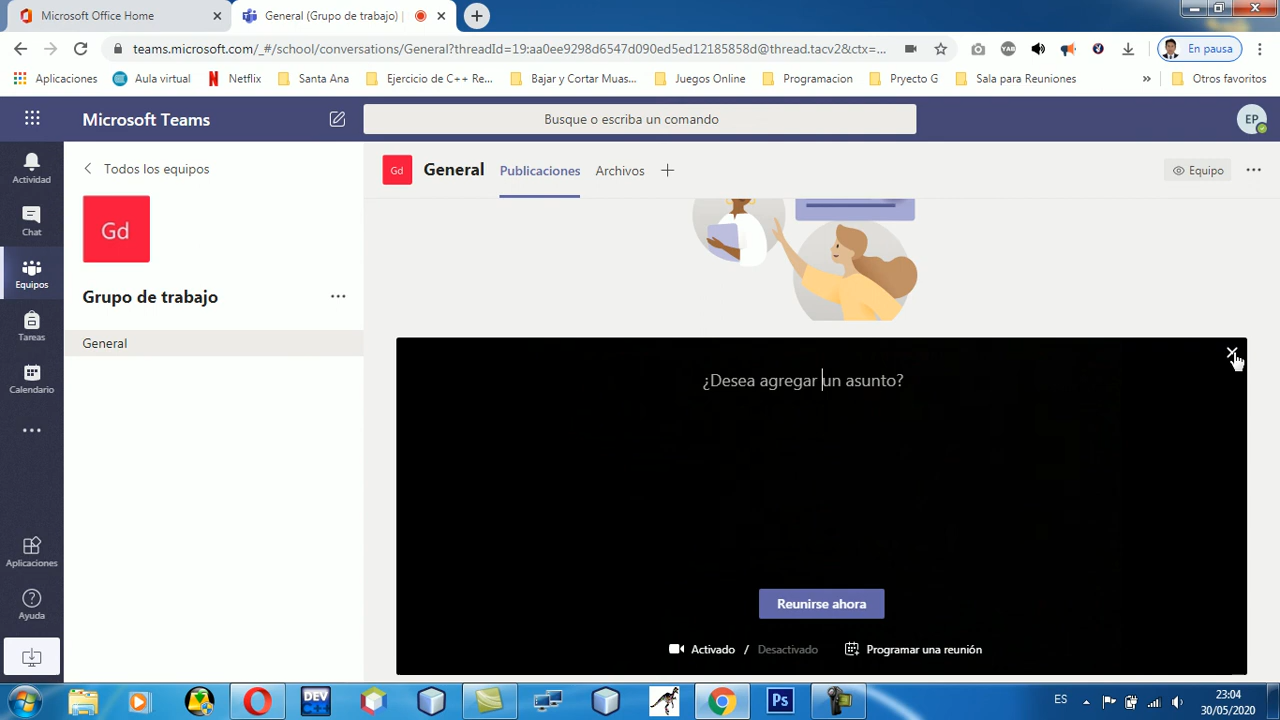 Microsoft Office Home
General (Grupo de trabajo) |
teams.microsoft.com/_#/school/conversations/General?threadId=19:aa0ee9298d6547d090ed5ed12185858d@thread.tacv2&ctx=...
YAB
En pausa
Aplicaciones
Aula virtual
Netflix
Santa Ana
Ejercicio de C++ Re...
Bajar y Cortar Muas...
Juegos Online
Programacion
Pryecto G
Sala para Reuniones
»
Otros favoritos
Microsoft Teams
Busque o escriba un comando
EP
Actividad
Chat
Equipos
Tareas
Calendario
Aplicaciones
Ayuda
Todos los equipos
Gd
Grupo de trabajo
General
Gd
General
Publicaciones
Archivos
Equipo
¿Desea agregar un asunto?
Reunirse ahora
Activado / Desactivado
Programar una reunión
DEV
C++
Ps
ES
23:04
30/05/2020